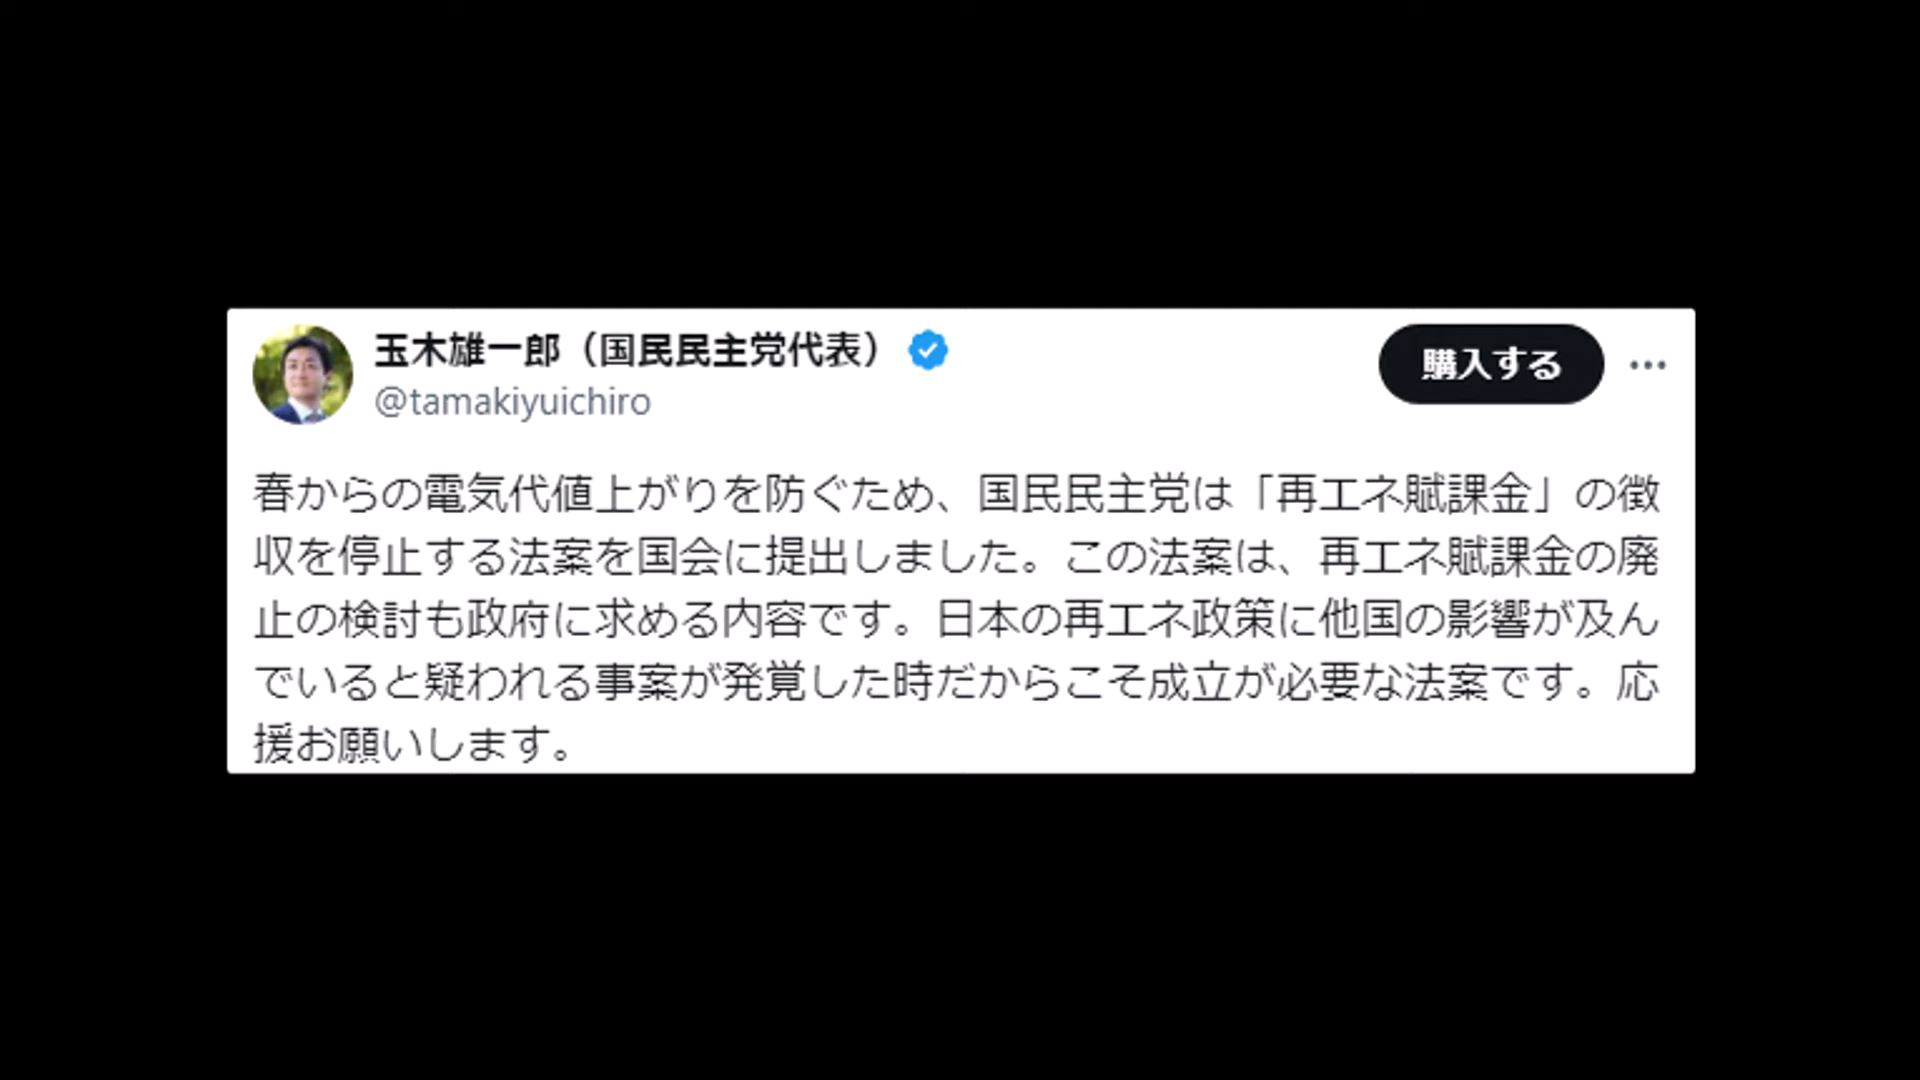 玉木雄一郎（国民民主党代表）
@tamakiyuichiro
購入する
春からの電気代値上がりを防ぐため、国民民主党は「再エネ賦課金」の徴
収を停止する法案を国会に提出しました。この法案は、再エネ賦課金の廃
止の検討も政府に求める内容です。日本の再エネ政策に他国の影響が及ん
でいると疑われる事案が発覚した時だからこそ成立が必要な法案です。応
援お願いします。